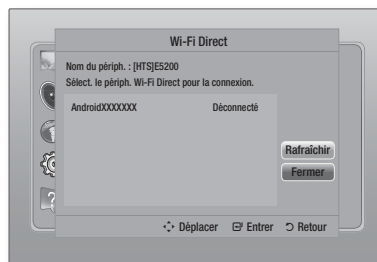 Wi-Fi Direct
Nom du périph. : [HTS]E5200
Sélect. le périph. Wi-Fi Direct pour la connexion.
AndroidXXXXXXX Déconnecté
Rafraîchir
Fermer
Déplacer Entrer Retour